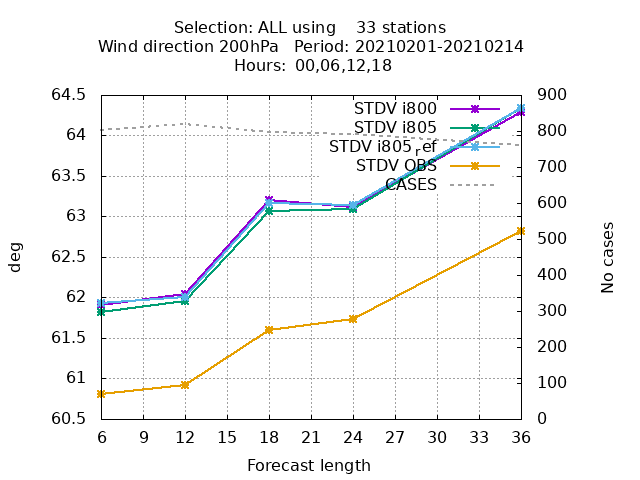 Selection: ALL using    33 stations
Wind direction 200hPa   Period: 20210201-20210214
Hours: 00,06,12,18
64.5
64
63.5
63
62.5
62
61.5
61
60.5
deg
STDV i800
STDV i805
STDV i805ref
STDV OBS
CASES
900
800
700
600
500
400
300
200
100
0
No cases
6 9 12 15 18 21 24 27 30 33 36
Forecast length